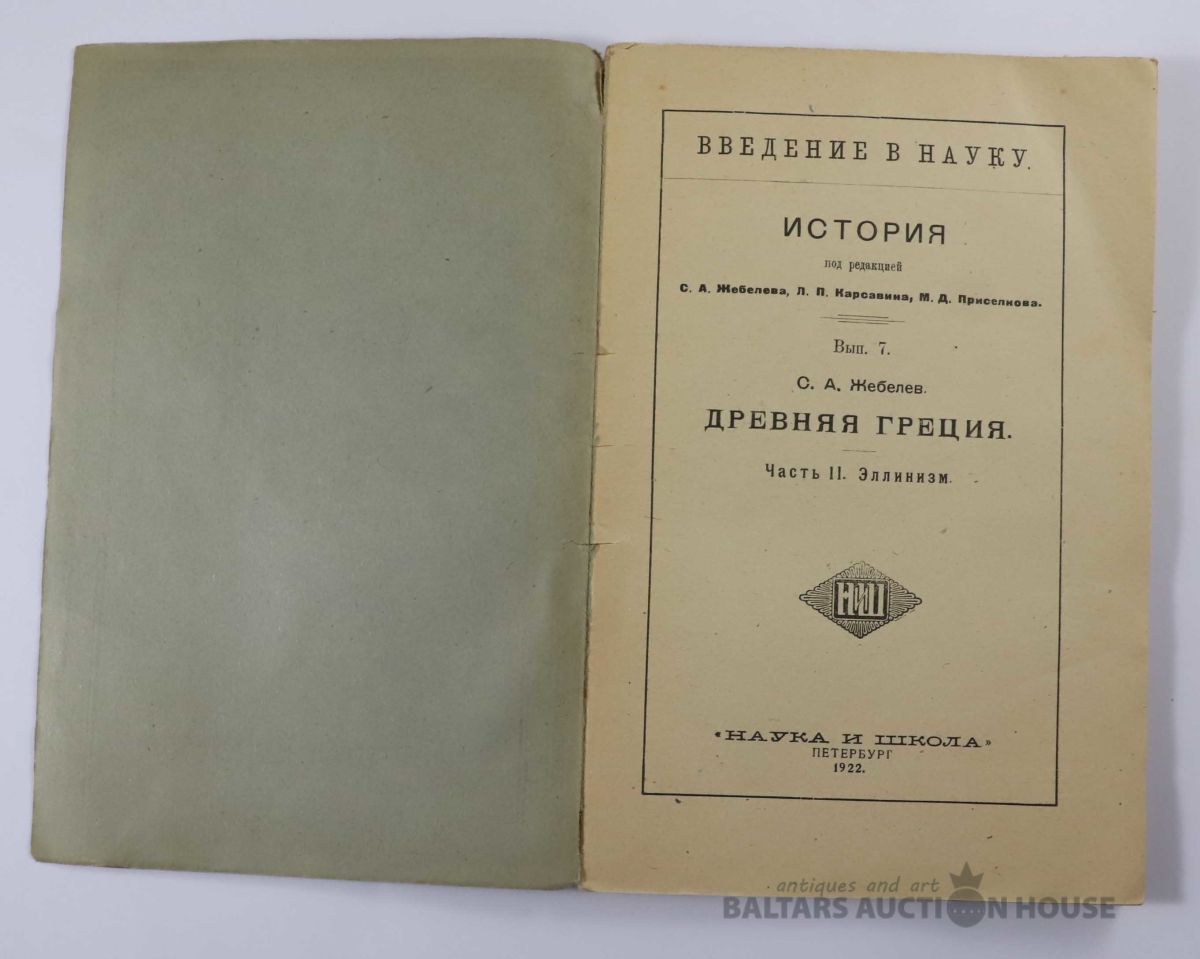 ВВЕДЕНИЕ В НАУКУ.
ИСТОРИЯ
под редакцией
С. А. Жебелева, Л. П. Карсавина, М. Д. Приселкова.
Вып. 7.
С. А. Жебелев.
ДРЕВНЯЯ ГРЕЦИЯ.
Часть II. Эллинизм.
НИШ
«НАУКА И ШКОЛА»
ПЕТЕРБУРГ
1922.
antiques and art
BALTARS AUCTION HOUSE